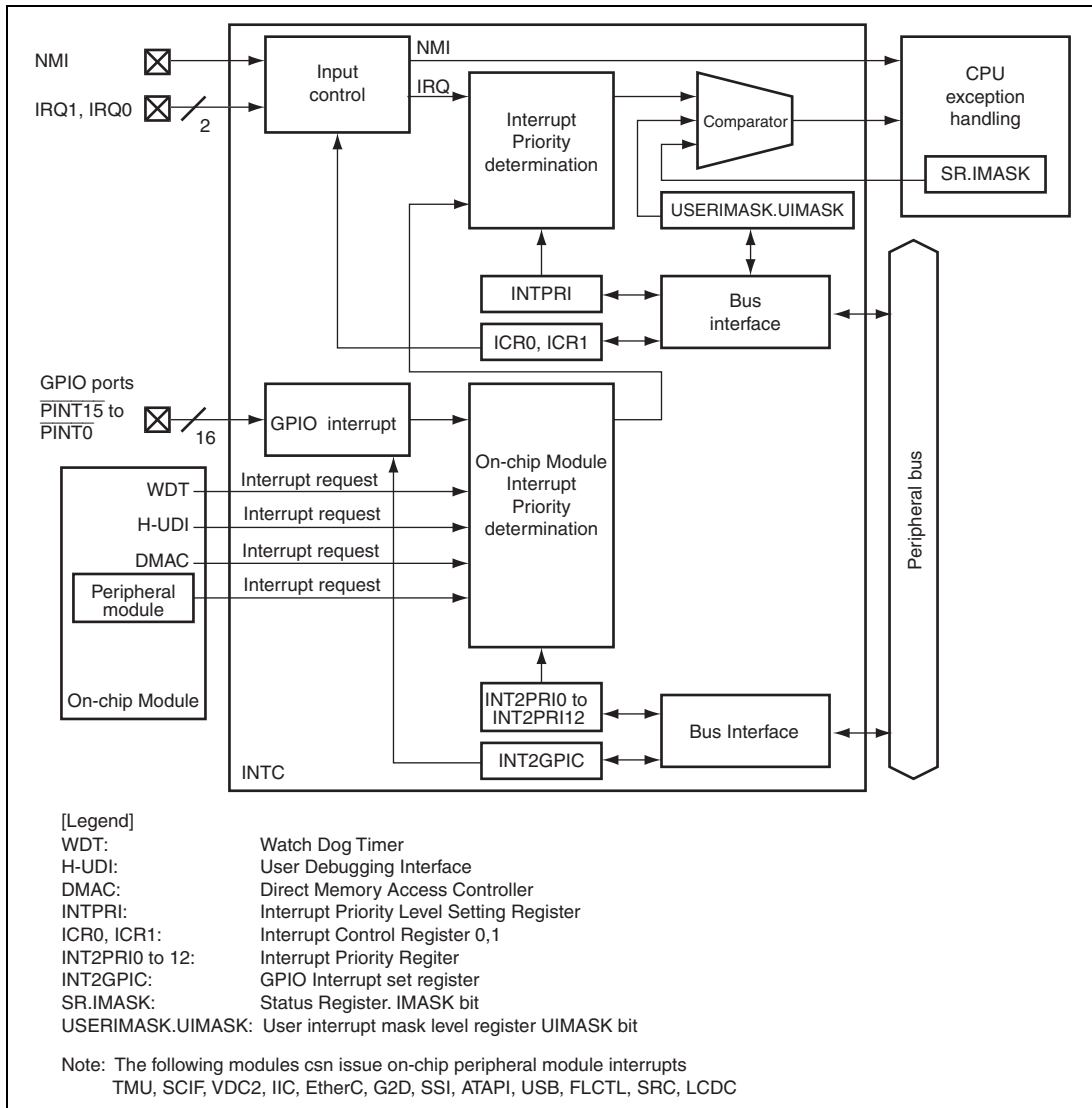 NMI
IRQ1, IRQ0
2
Input
control
NMI
IRQ
Interrupt
Priority
determination
Comparator
CPU
exception
handling
SR.IMASK
USERIMASK.UIMASK
INTPRI
ICR0, ICR1
Bus
interface
Peripheral bus
GPIO ports
PINT15 to
PINT0
16
GPIO interrupt
On-chip Module
Interrupt
Priority
determination
WDT
Interrupt request
H-UDI
Interrupt request
DMAC
Interrupt request
Peripheral
module
Interrupt request
On-chip Module
INT2PRI0 to
INT2PRI12
INT2GPIC
Bus Interface
INTC
[Legend]
WDT: Watch Dog Timer
H-UDI: User Debugging Interface
DMAC: Direct Memory Access Controller
INTPRI: Interrupt Priority Level Setting Register
ICR0, ICR1: Interrupt Control Register 0,1
INT2PRI0 to 12: Interrupt Priority Regiter
INT2GPIC: GPIO Interrupt set register
SR.IMASK: Status Register. IMASK bit
USERIMASK.UIMASK: User interrupt mask level register UIMASK bit
Note: The following modules csn issue on-chip peripheral module interrupts
TMU, SCIF, VDC2, IIC, EtherC, G2D, SSI, ATAPI, USB, FLCTL, SRC, LCDC